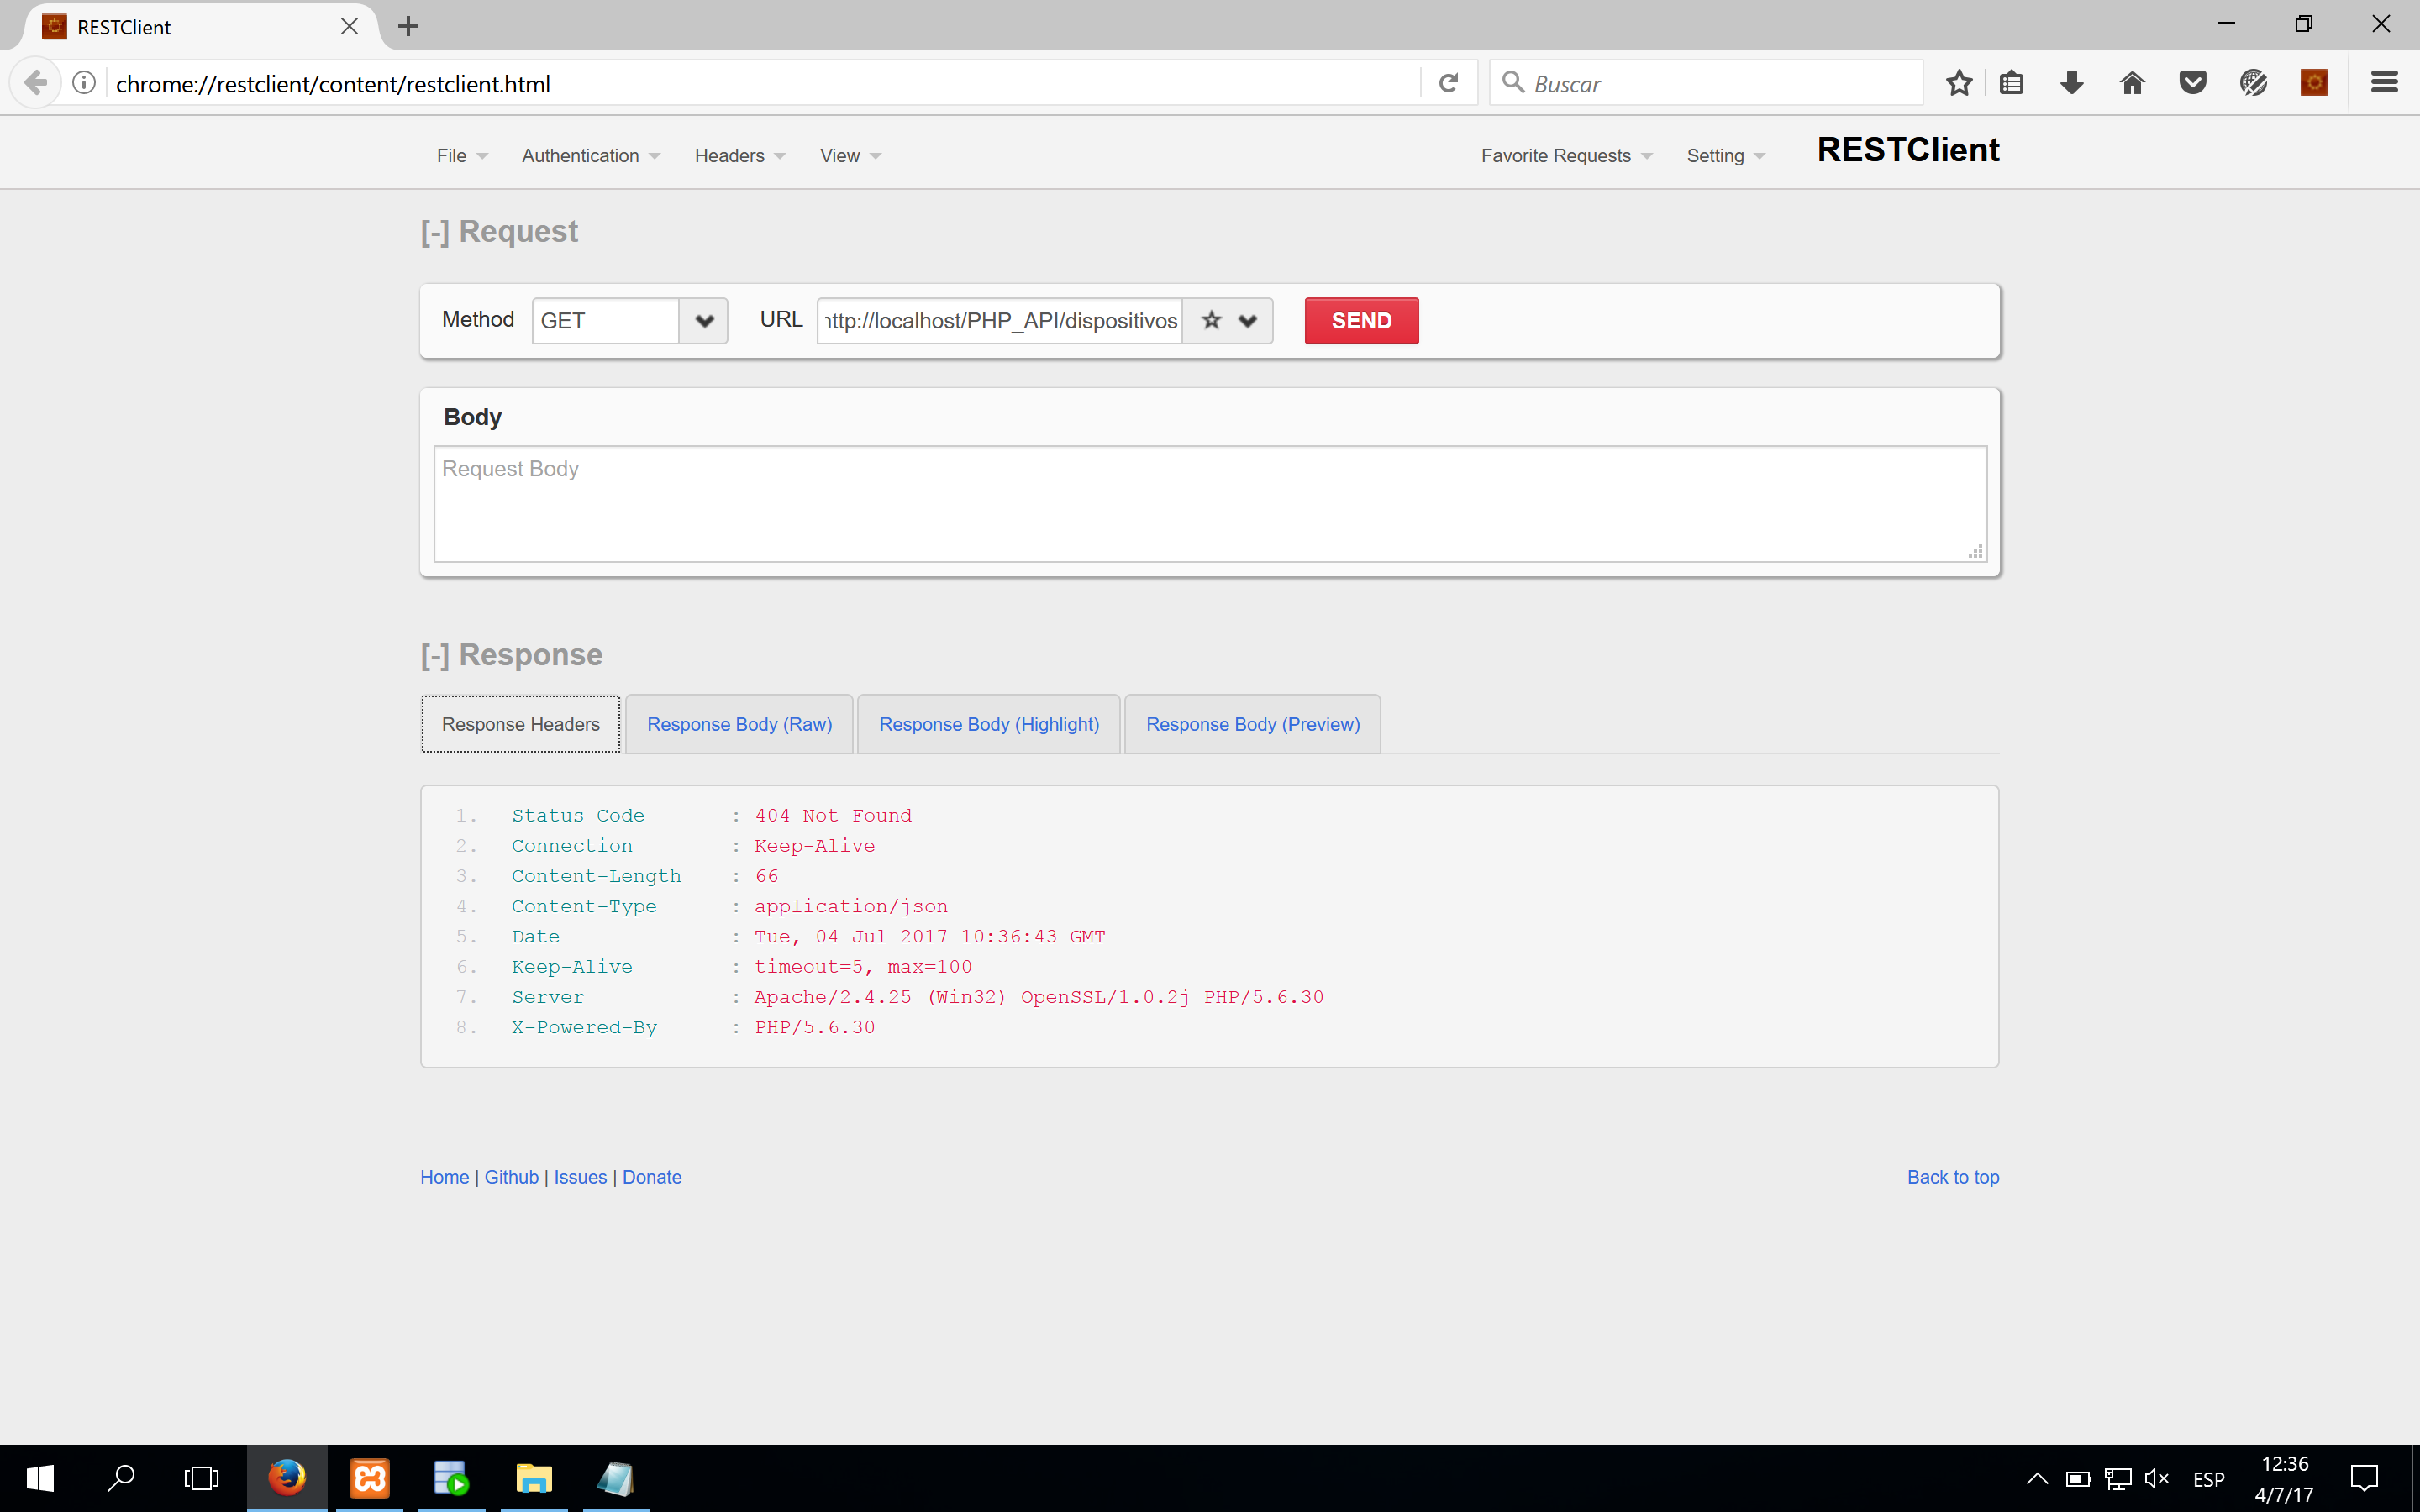 RESTClient
chrome://restclient/content/restclient.html
Buscar
File Authentication Headers View Favorite Requests Setting RESTClient
[-] Request
Method GET URL http://localhost/PHP_API/dispositivos SEND
Body
Request Body
[-] Response
Response Headers Response Body (Raw) Response Body (Highlight) Response Body (Preview)
1. Status Code : 404 Not Found
2. Connection : Keep-Alive
3. Content-Length : 66
4. Content-Type : application/json
5. Date : Tue, 04 Jul 2017 10:36:43 GMT
6. Keep-Alive : timeout=5, max=100
7. Server : Apache/2.4.25 (Win32) OpenSSL/1.0.2j PHP/5.6.30
8. X-Powered-By : PHP/5.6.30
Home | Github | Issues | Donate Back to top
ESP
12:36
4/7/17